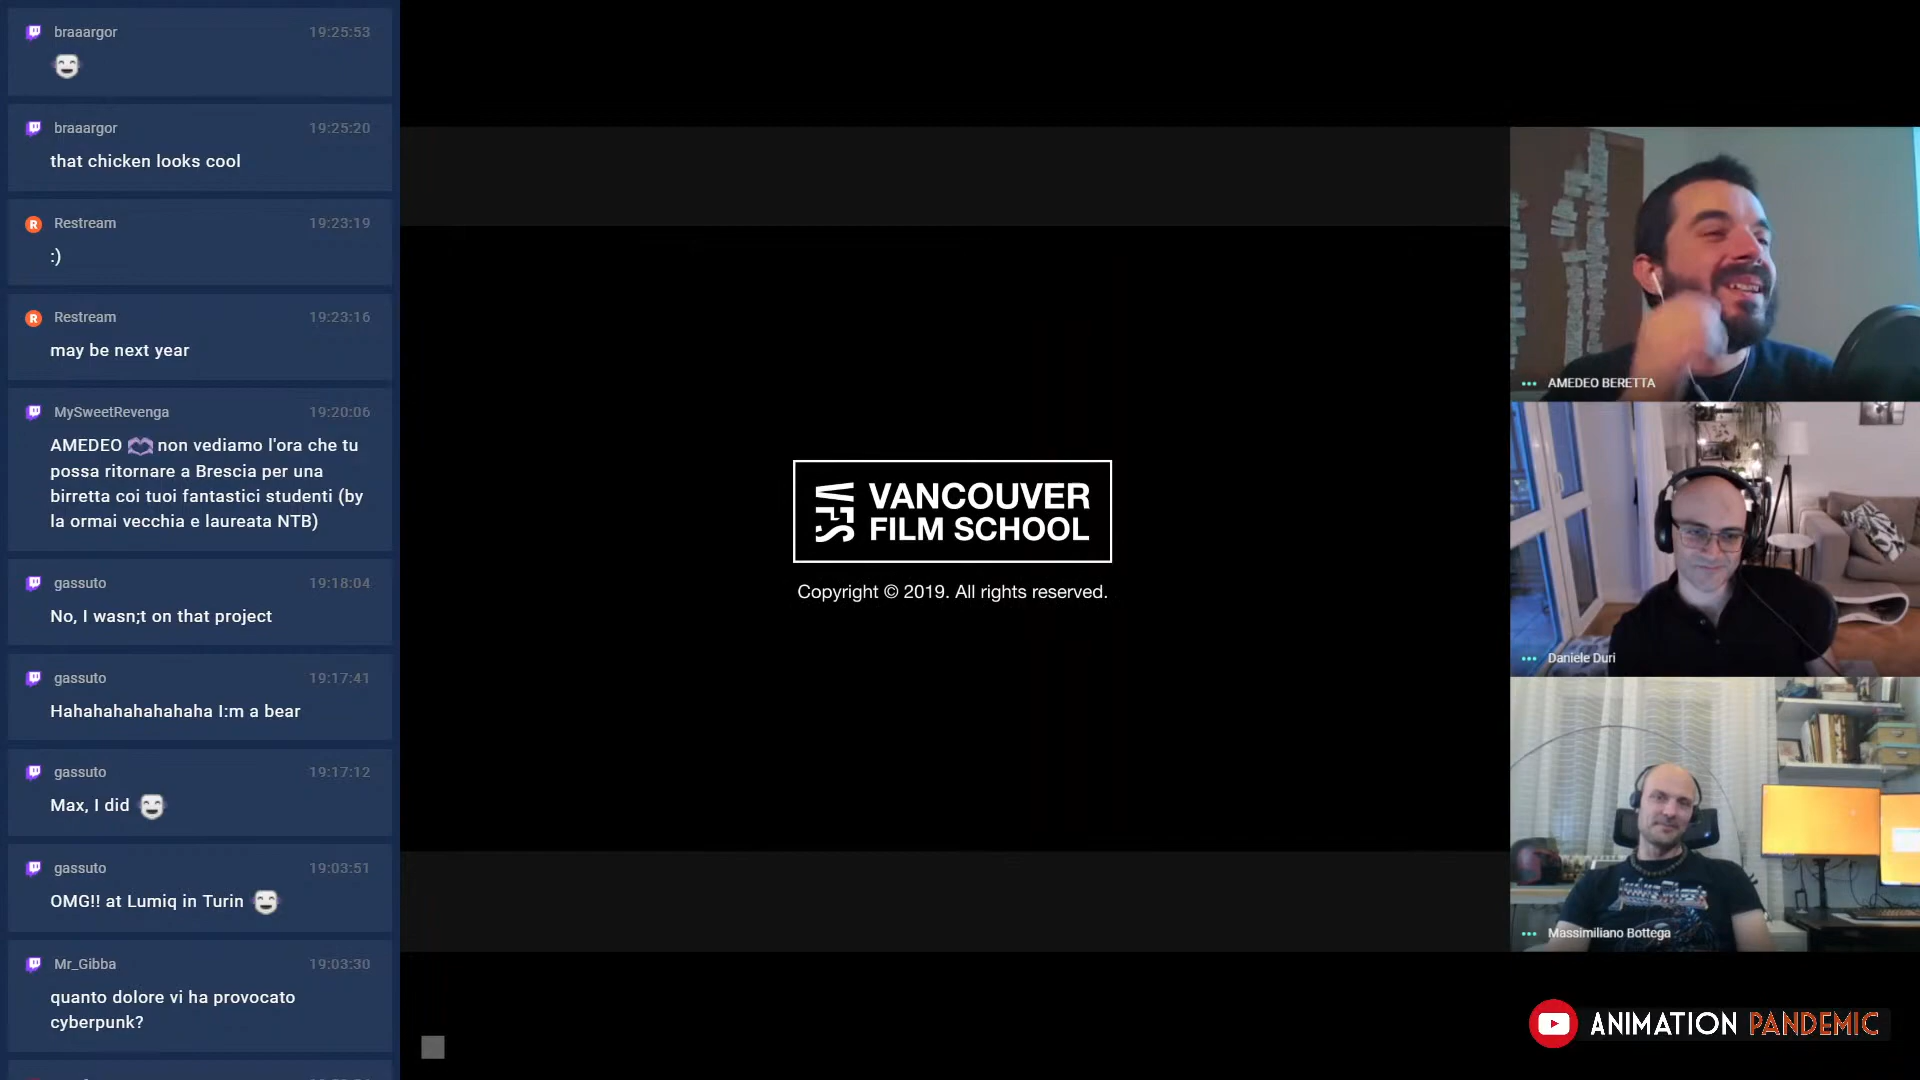 braaargor 19:25:53
braaargor 19:25:20
that chicken looks cool
Restream 19:23:19
:)
Restream 19:23:16
may be next year
MySweetRevenga 19:20:06
AMEDEO non vediamo l'ora che tu
possa ritornare a Brescia per una
birretta coi tuoi fantastici studenti (by
la ormai vecchia e laureata NTB)
gassuto 19:18:04
No, I wasn;t on that project
gassuto 19:17:41
Hahahahahahahaha I:m a bear
gassuto 19:17:12
Max, I did
gassuto 19:03:51
OMG!! at Lumiq in Turin
Mr_Gibba 19:03:30
quanto dolore vi ha provocato
cyberpunk?
VFS
VANCOUVER
FILM SCHOOL
Copyright © 2019. All rights reserved.
AMEDEO BERETTA
Daniele Duri
Massimiliano Bottega
ANIMATION PANDEMIC